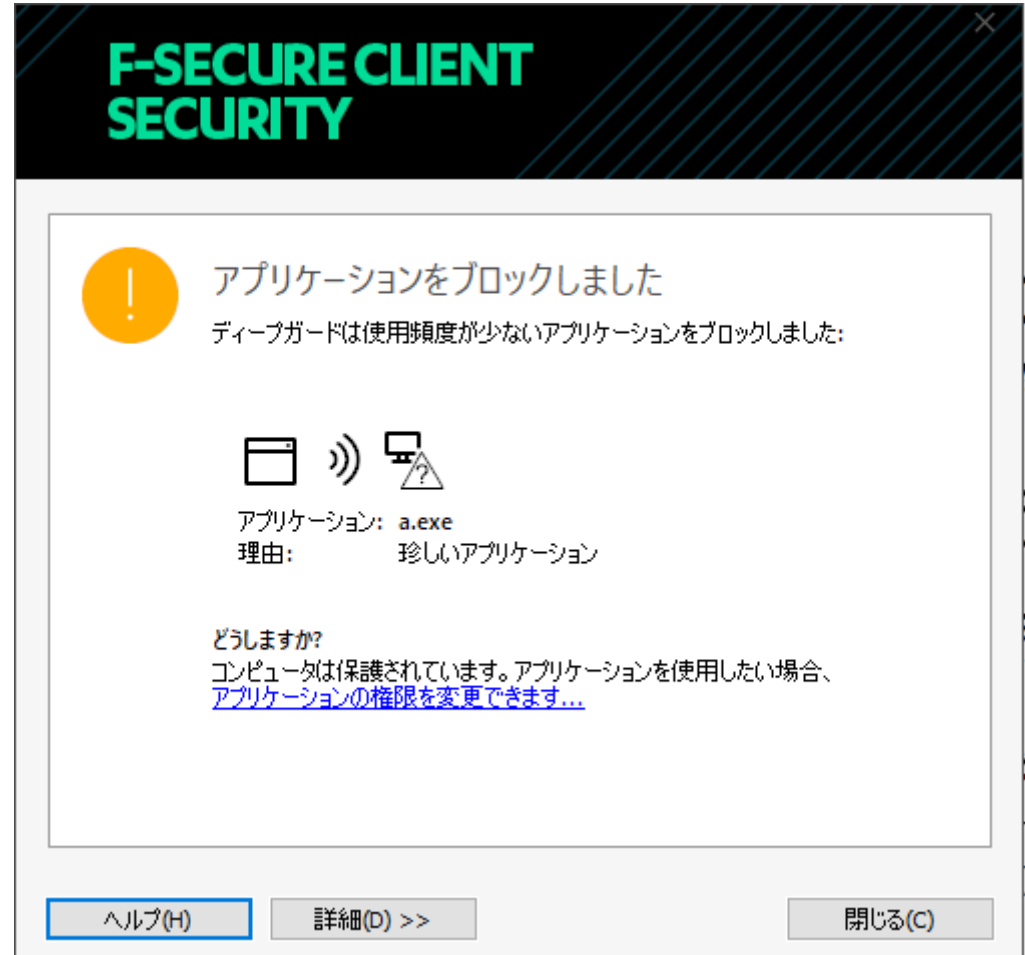 F-SECURE CLIENT
SECURITY
アプリケーションをブロックしました
ディープガードは使用頻度が少ないアプリケーションをブロックしました:
アプリケーション: a.exe
理由: 珍しいアプリケーション
どうしますか?
コンピュータは保護されています。アプリケーションを使用したい場合、
アプリケーションの権限を変更できます...
ヘルプ(H) 詳細(D) >> 閉じる(C)